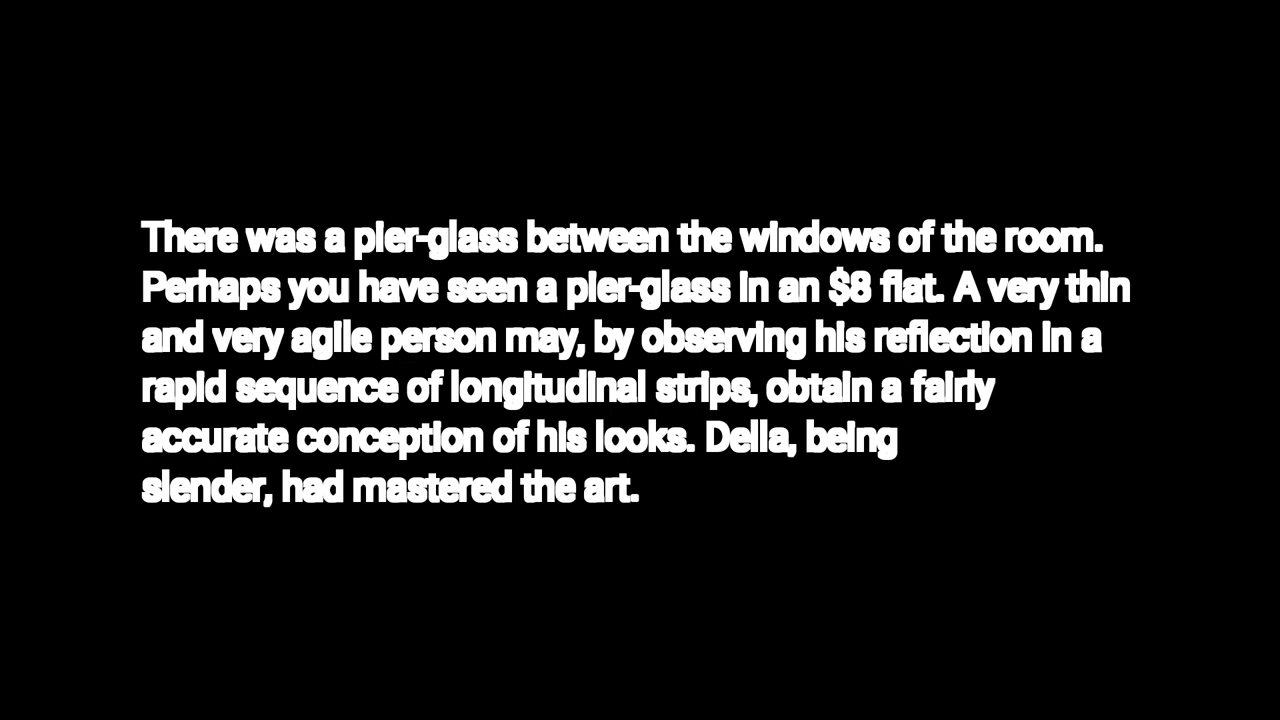 There was a pier-glass between the windows of the room.
Perhaps you have seen a pier-glass in an $8 flat. A very thin
and very agile person may, by observing his reflection in a
rapid sequence of longitudinal strips, obtain a fairly
accurate conception of his looks. Della, being
slender, had mastered the art.